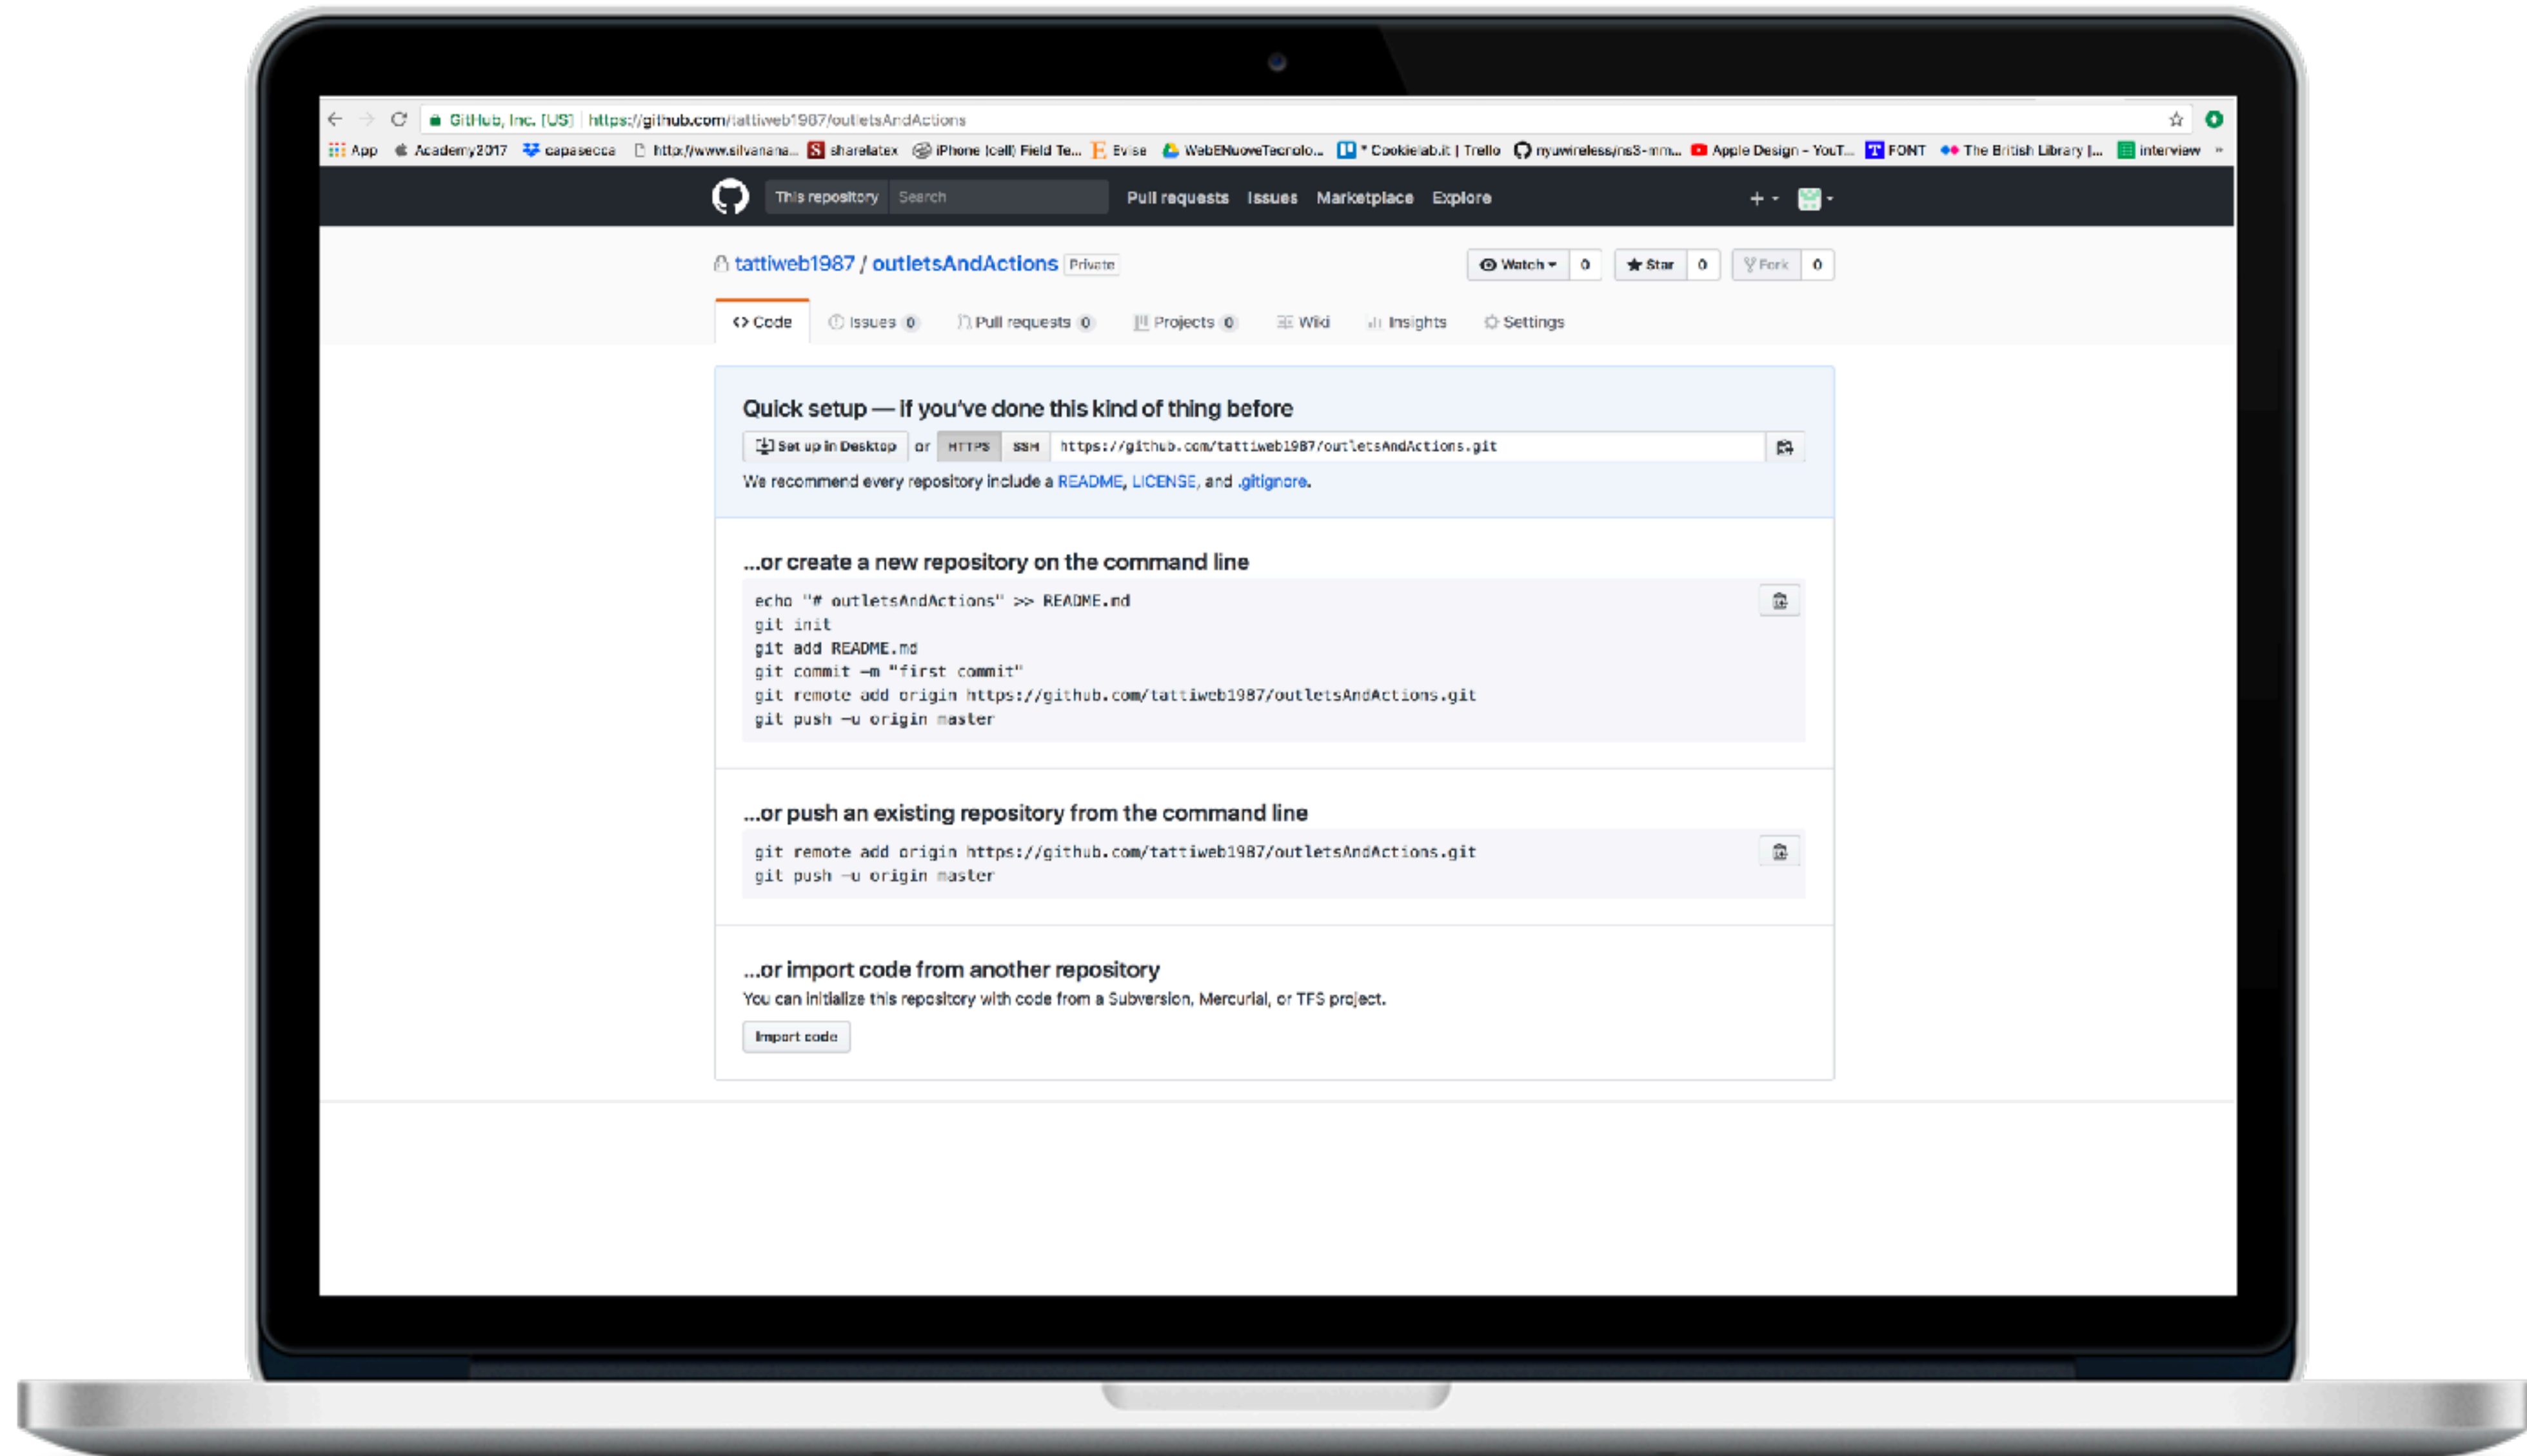 GitHub, Inc. [US] https://github.com/tattiweb1987/outletsAndActions
App Academy2017 capasecca http://www.silvanana... sharelatex iPhone (cell) Field Te... Evise WebENuoveTecnolo... * Cookielab.it | Trello nyuwireless/ns3-mm... Apple Design - YouT... FONT The British Library |... interview »
This repository Search Pull requests Issues Marketplace Explore
tattiweb1987 / outletsAndActions Private Watch 0 Star 0 Fork 0
Code Issues 0 Pull requests 0 Projects 0 Wiki Insights Settings
Quick setup — if you've done this kind of thing before
Set up in Desktop or HTTPS SSH https://github.com/tattiweb1987/outletsAndActions.git
We recommend every repository include a README, LICENSE, and .gitignore.
...or create a new repository on the command line
echo "# outletsAndActions" >> README.md
git init
git add README.md
git commit -m "first commit"
git remote add origin https://github.com/tattiweb1987/outletsAndActions.git
git push -u origin master
...or push an existing repository from the command line
git remote add origin https://github.com/tattiweb1987/outletsAndActions.git
git push -u origin master
...or import code from another repository
You can initialize this repository with code from a Subversion, Mercurial, or TFS project.
Import code